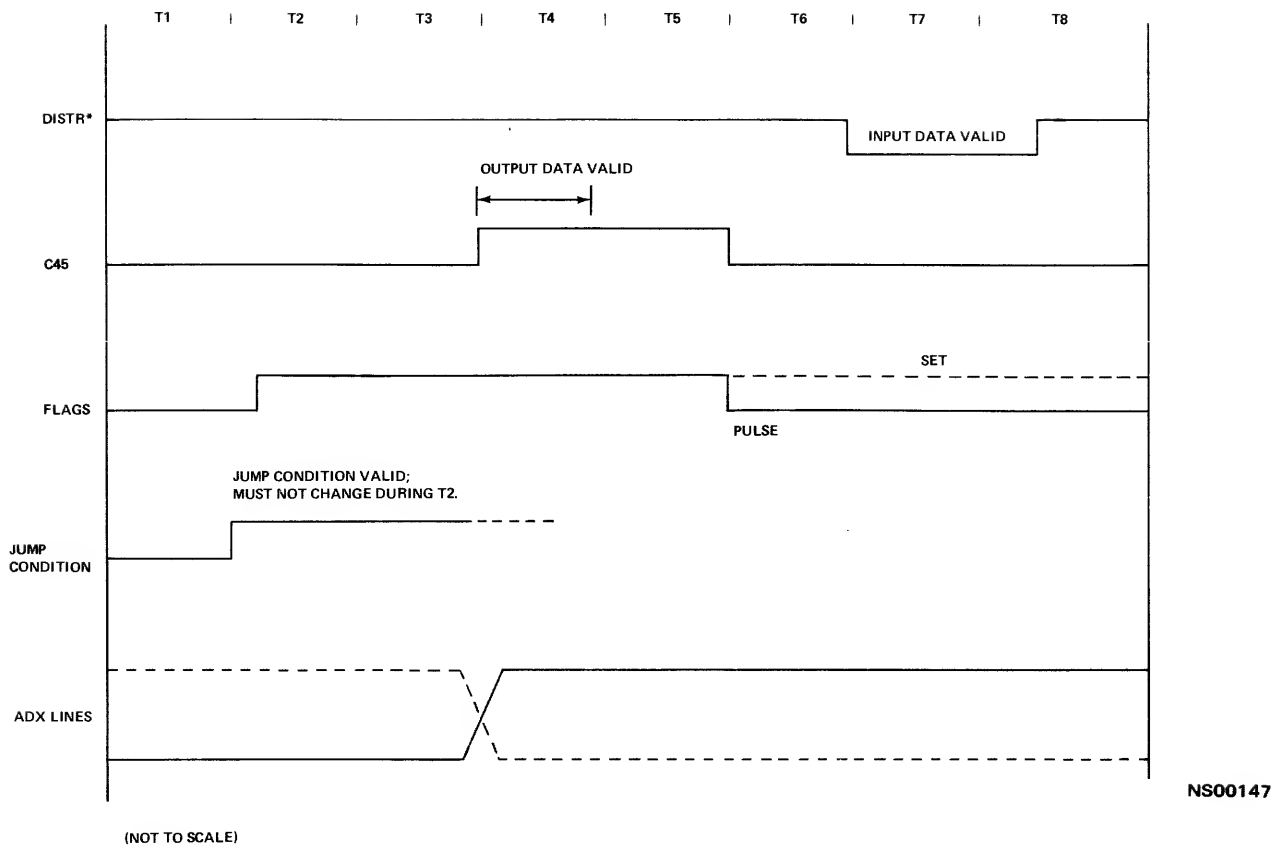 T1 T2 T3 T4 T5 T6 T7 T8
DISTR*
INPUT DATA VALID
OUTPUT DATA VALID
C45
SET
FLAGS
PULSE
JUMP CONDITION VALID;
MUST NOT CHANGE DURING T2.
JUMP
CONDITION
ADX LINES
NS00147
(NOT TO SCALE)